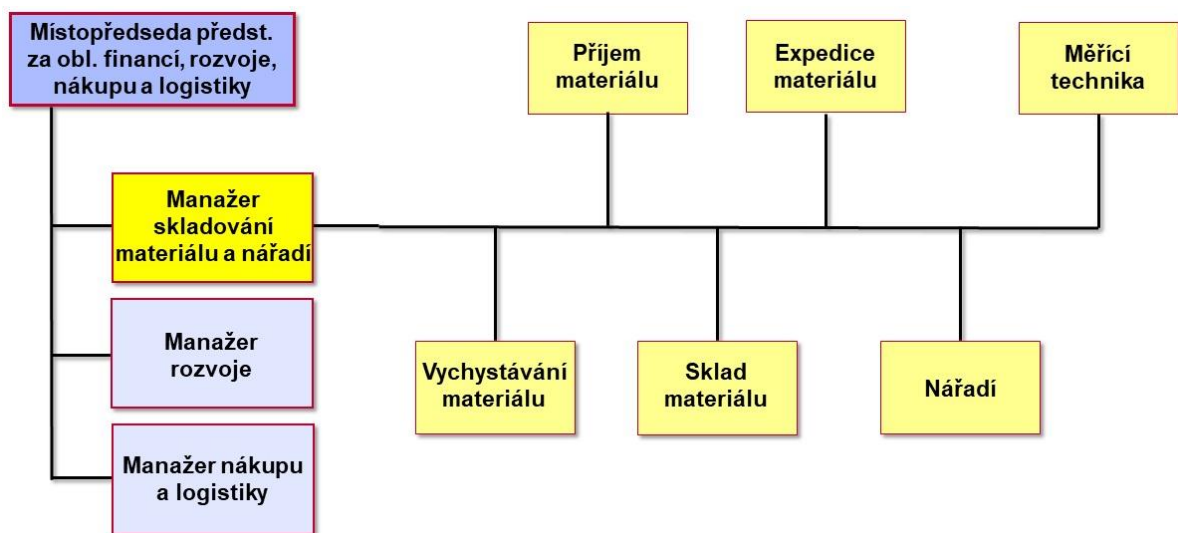 Místopředseda předst.
za obl. financí, rozvoje,
nákupu a logistiky
Příjem
materiálu
Expedice
materiálu
Měřící
technika
Manažer
skladování
materiálu a nářadí
Manažer
rozvoje
Vychystávání
materiálu
Sklad
materiálu
Nářadí
Manažer nákupu
a logistiky